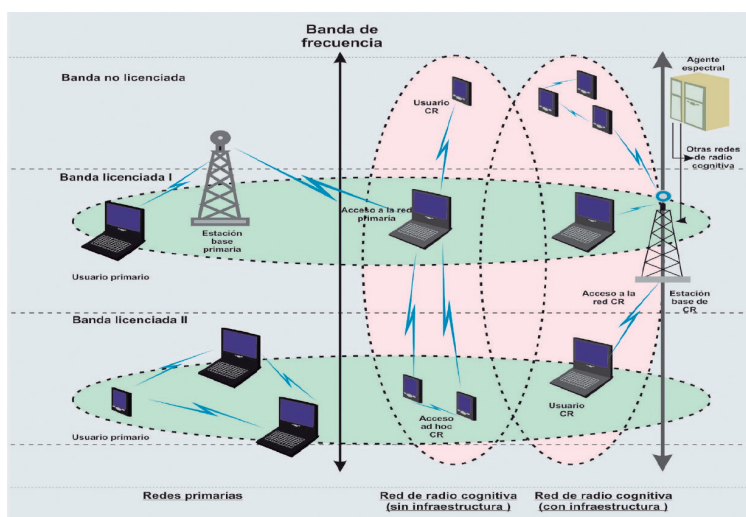 Banda de
frecuencia
Agente
espectral
Banda no licenciada
Usuario
CR
Otras redes
de radio
cognitiva
Banda licenciada I
Acceso a la red
primaria
Estación
base
primaria
Usuario primario
Acceso a la
red CR
Estación
base de
CR
Banda licenciada II
Usuario
CR
Acceso
ad hoc
CR
Usuario primario
Redes primarias
Red de radio cognitiva
(sin infraestructura )
Red de radio cognitiva
(con infraestructura )